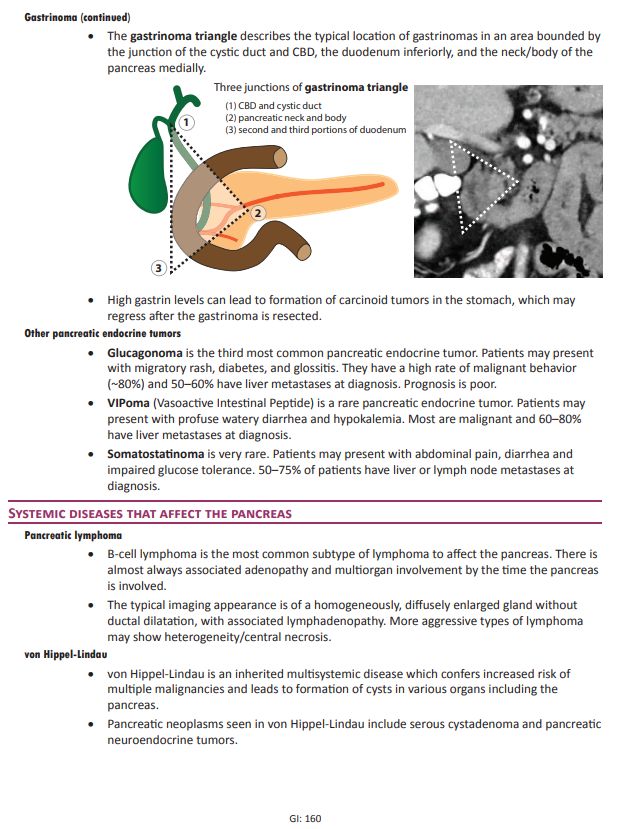 Gastrinoma (continued)
• The gastrinoma triangle describes the typical location of gastrinomas in an area bounded by
the junction of the cystic duct and CBD, the duodenum inferiorly, and the neck/body of the
pancreas medially.
Three junctions of gastrinoma triangle
(1) CBD and cystic duct
(2) pancreatic neck and body
(3) second and third portions of duodenum
1
2
3
• High gastrin levels can lead to formation of carcinoid tumors in the stomach, which may
regress after the gastrinoma is resected.
Other pancreatic endocrine tumors
• Glucagonoma is the third most common pancreatic endocrine tumor. Patients may present
with migratory rash, diabetes, and glossitis. They have a high rate of malignant behavior
(~80%) and 50–60% have liver metastases at diagnosis. Prognosis is poor.
• VIPoma (Vasoactive Intestinal Peptide) is a rare pancreatic endocrine tumor. Patients may
present with profuse watery diarrhea and hypokalemia. Most are malignant and 60–80%
have liver metastases at diagnosis.
• Somatostatinoma is very rare. Patients may present with abdominal pain, diarrhea and
impaired glucose tolerance. 50–75% of patients have liver or lymph node metastases at
diagnosis.
SYSTEMIC DISEASES THAT AFFECT THE PANCREAS
Pancreatic lymphoma
• B-cell lymphoma is the most common subtype of lymphoma to affect the pancreas. There is
almost always associated adenopathy and multiorgan involvement by the time the pancreas
is involved.
• The typical imaging appearance is of a homogeneously, diffusely enlarged gland without
ductal dilatation, with associated lymphadenopathy. More aggressive types of lymphoma
may show heterogeneity/central necrosis.
von Hippel-Lindau
• von Hippel-Lindau is an inherited multisystemic disease which confers increased risk of
multiple malignancies and leads to formation of cysts in various organs including the
pancreas.
• Pancreatic neoplasms seen in von Hippel-Lindau include serous cystadenoma and pancreatic
neuroendocrine tumors.
GI: 160